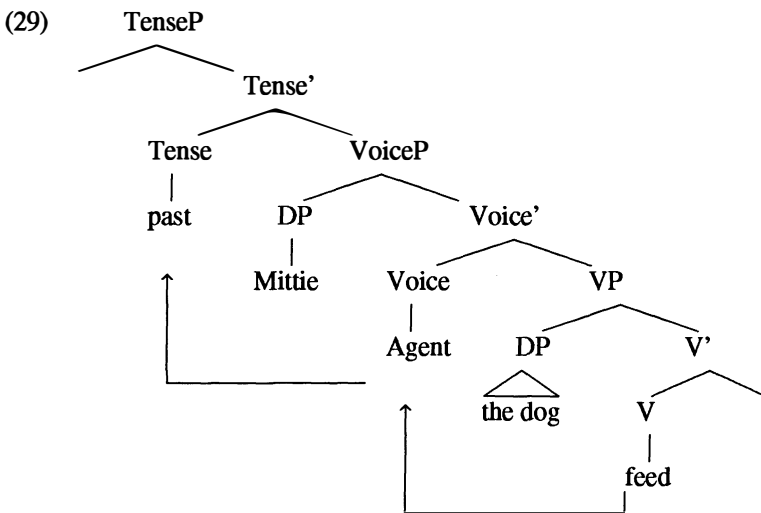 (29) TenseP
Tense’
Tense VoiceP
past DP Voice’
Mittie Voice VP
Agent DP V’
the dog V
feed